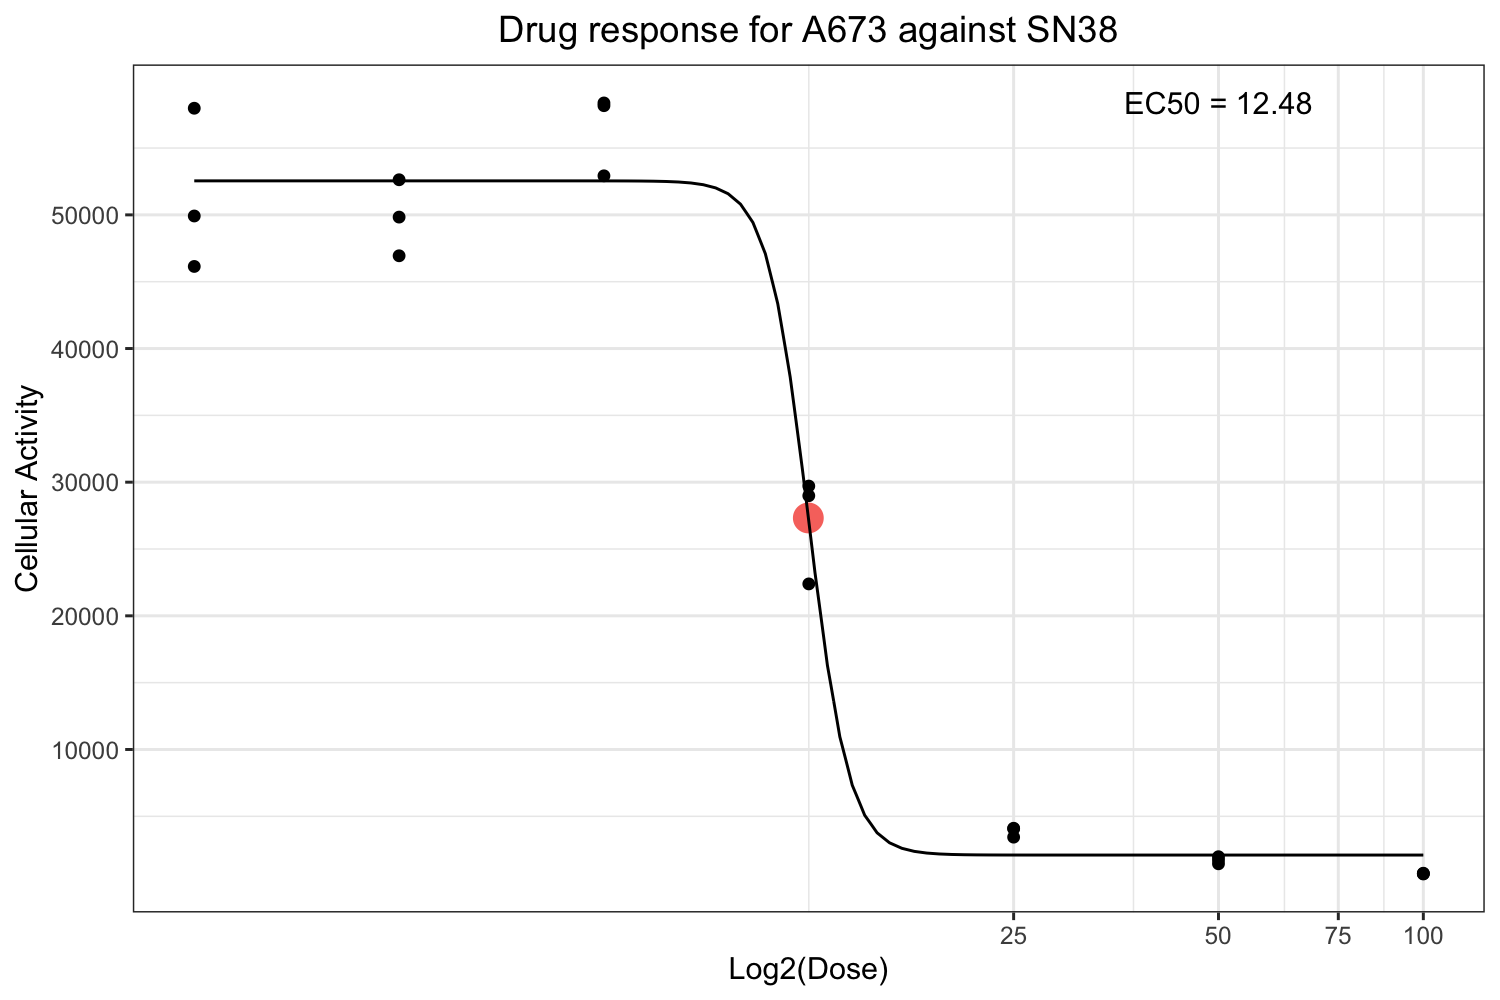 Drug response for A673 against SN38
EC50 = 12.48
Cellular Activity
50000
40000
30000
20000
10000
25 50 75 100
Log2(Dose)